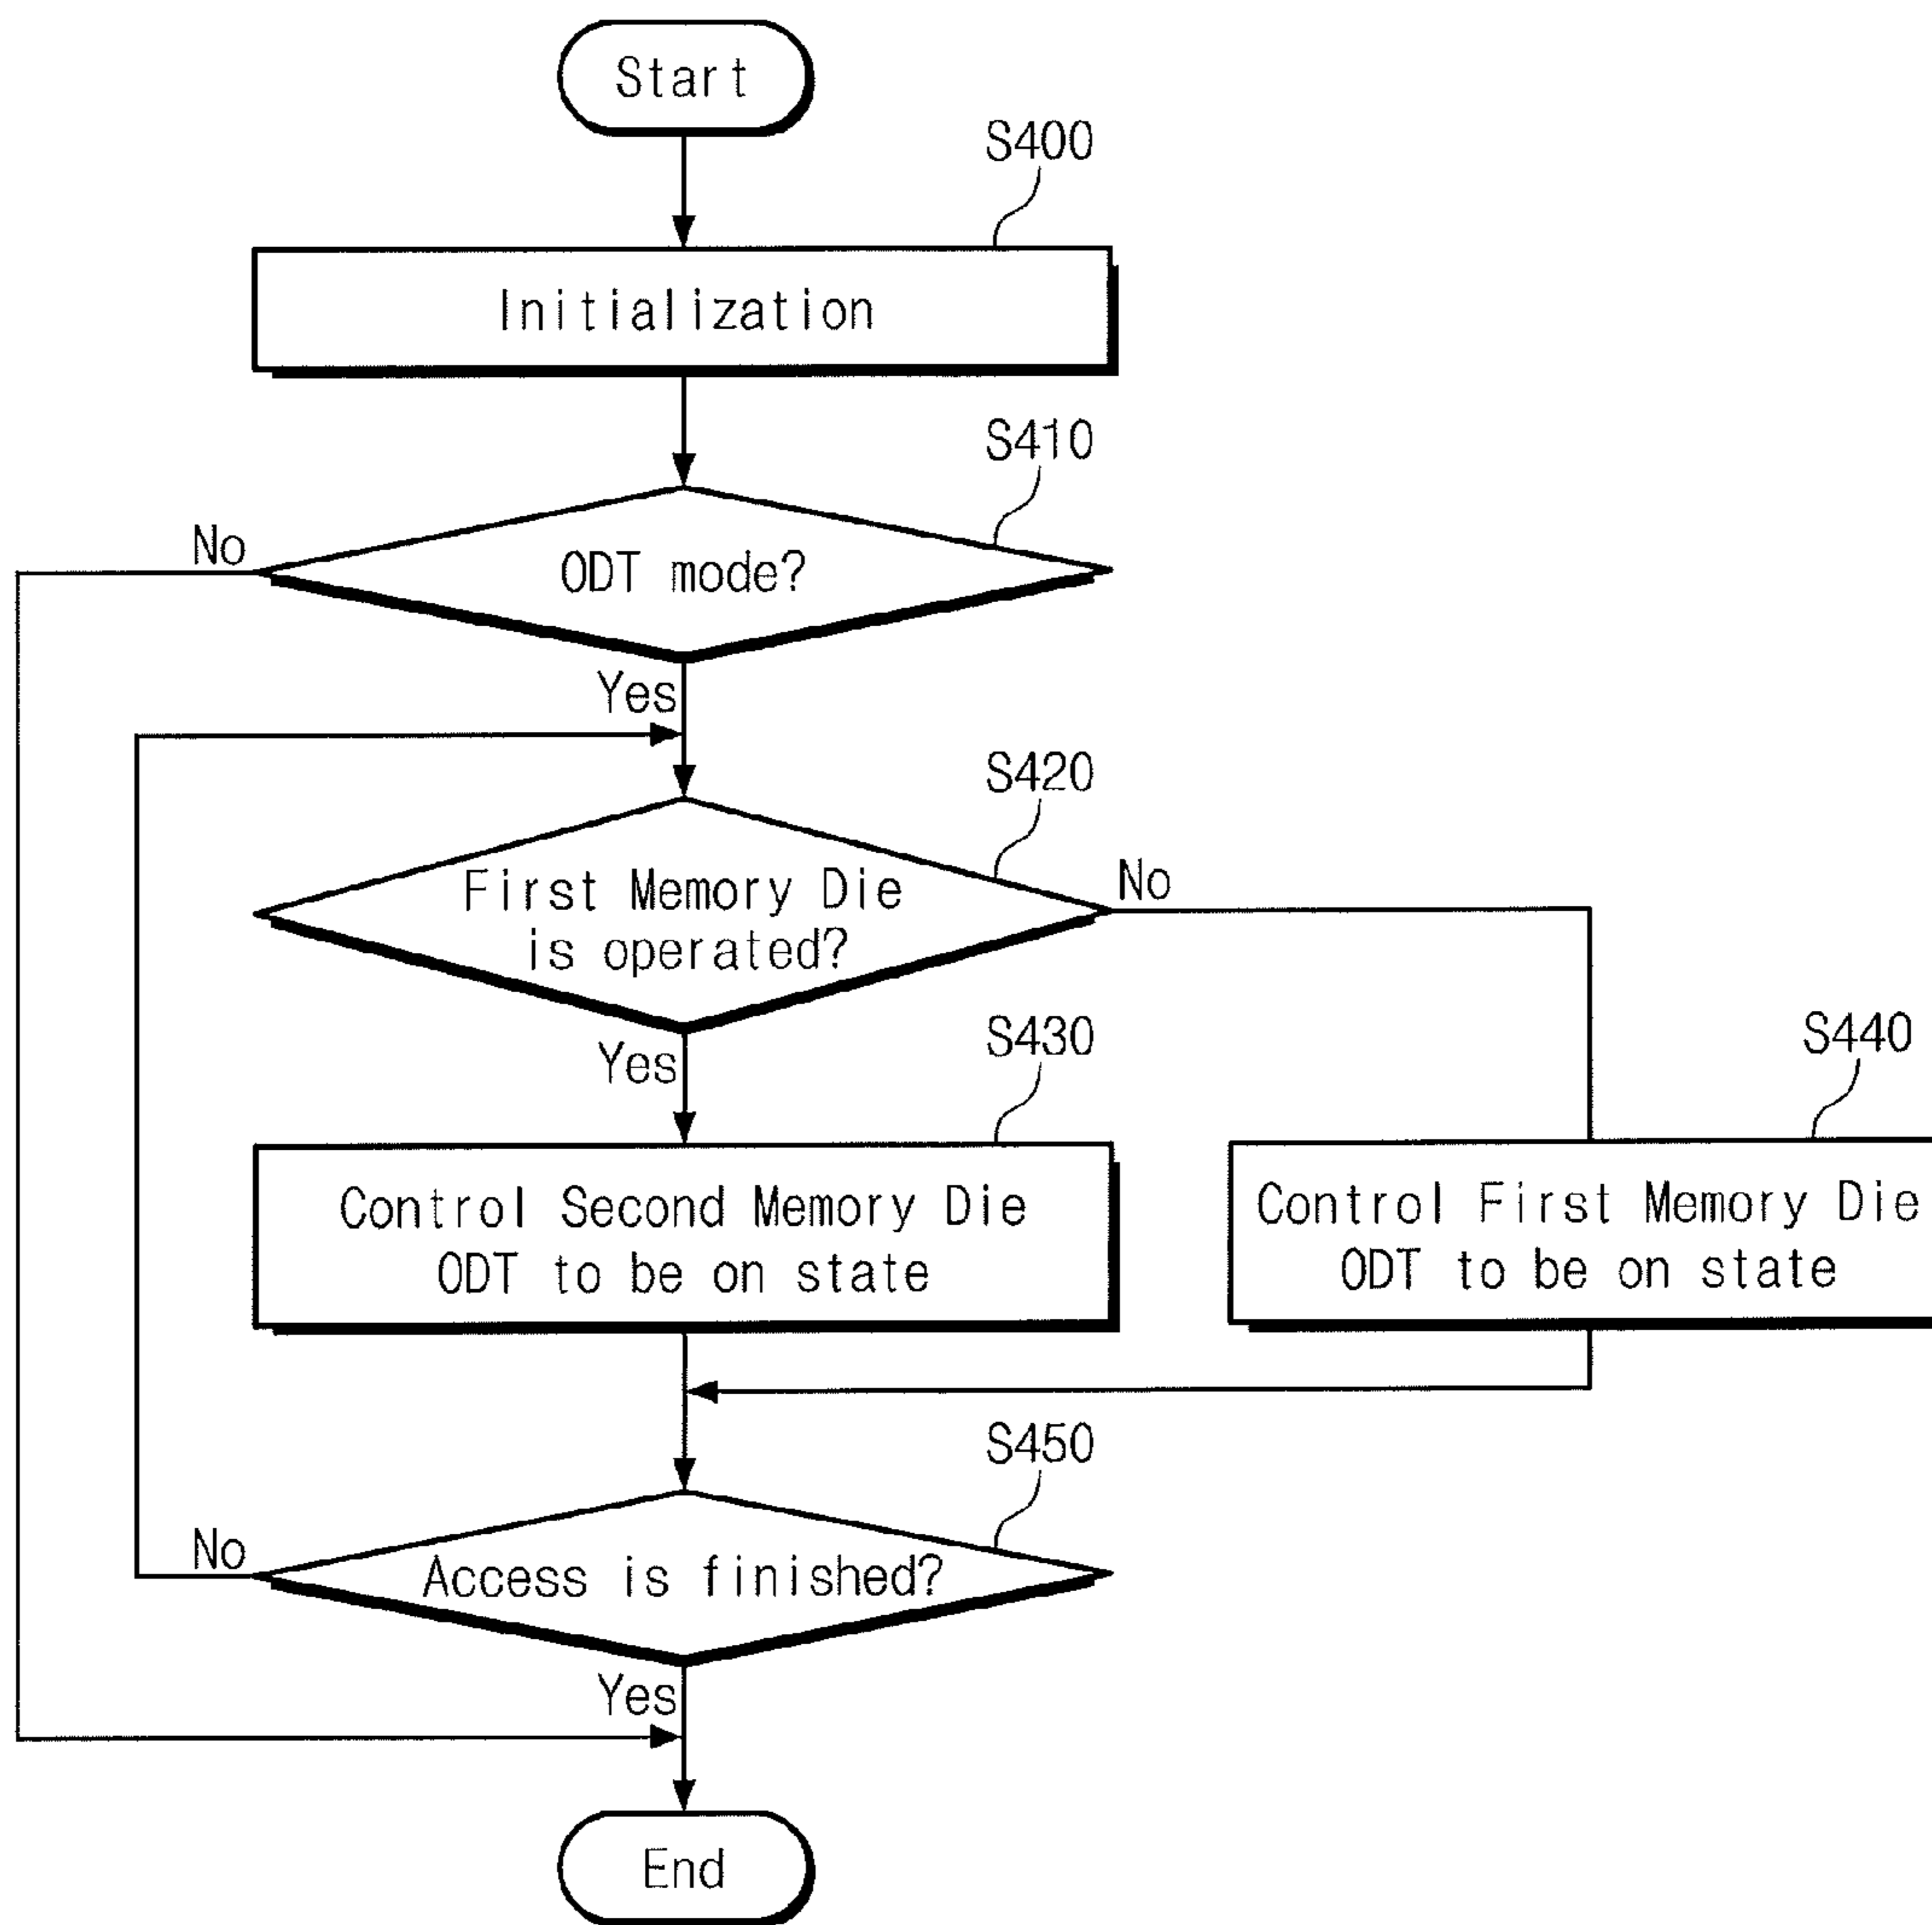 Start
S400
Initialization
S410
No
ODT mode?
Yes
S420
First Memory Die
is operated?
No
Yes
S430
S440
Control Second Memory Die
ODT to be on state
Control First Memory Die
ODT to be on state
S450
No
Access is finished?
Yes
End